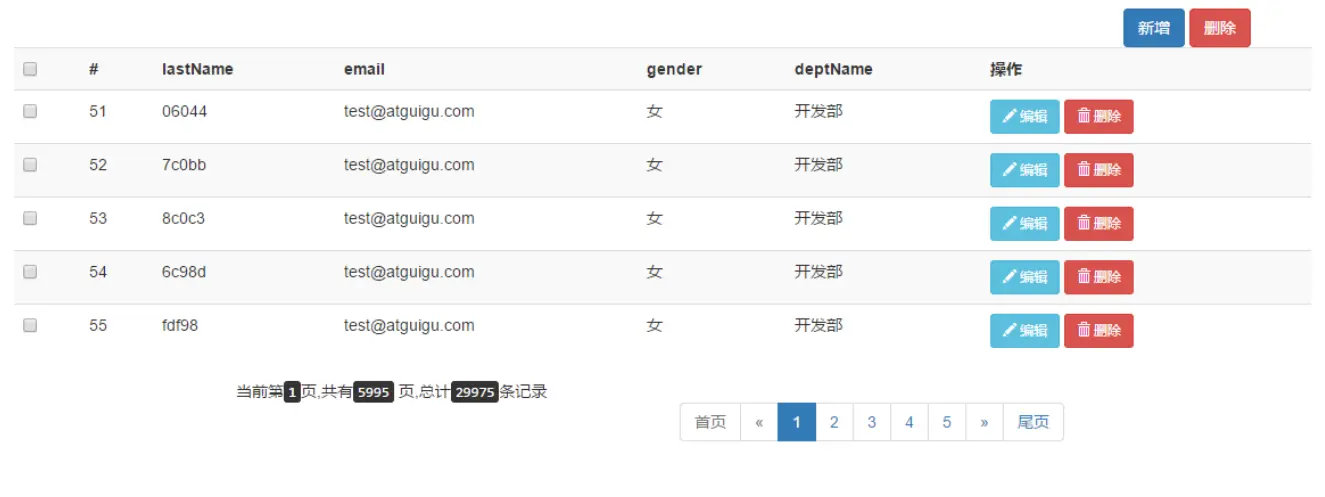 新增 删除
# lastName email gender deptName 操作
51 06044 test@atguigu.com 女 开发部 编辑 删除
52 7c0bb test@atguigu.com 女 开发部 编辑 删除
53 8c0c3 test@atguigu.com 女 开发部 编辑 删除
54 6c98d test@atguigu.com 女 开发部 编辑 删除
55 fdf98 test@atguigu.com 女 开发部 编辑 删除
当前第1页,共有5995 页,总计29975条记录
首页 « 1 2 3 4 5 » 尾页